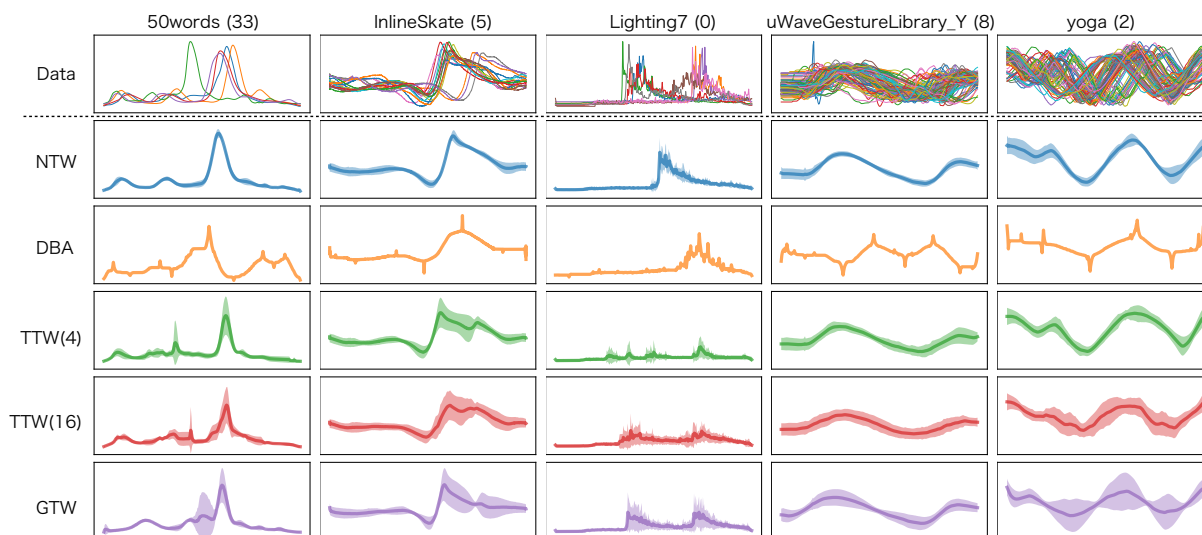 50words (33) InlineSkate (5) Lighting7 (0) uWaveGestureLibrary_Y (8) yoga (2)
Data
NTW
DBA
TTW(4)
TTW(16)
GTW